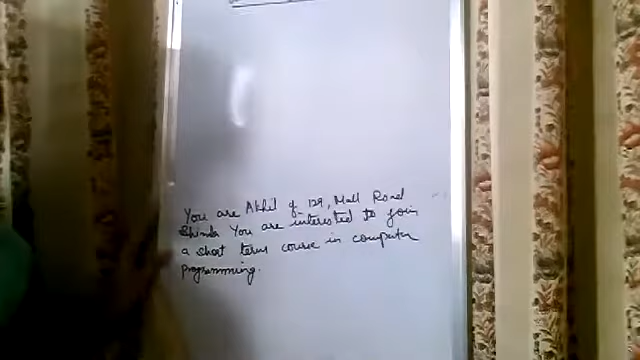 You are Akhil of 129, Mall Road
Shimla You are interested to join
a short term course in computer
programming.